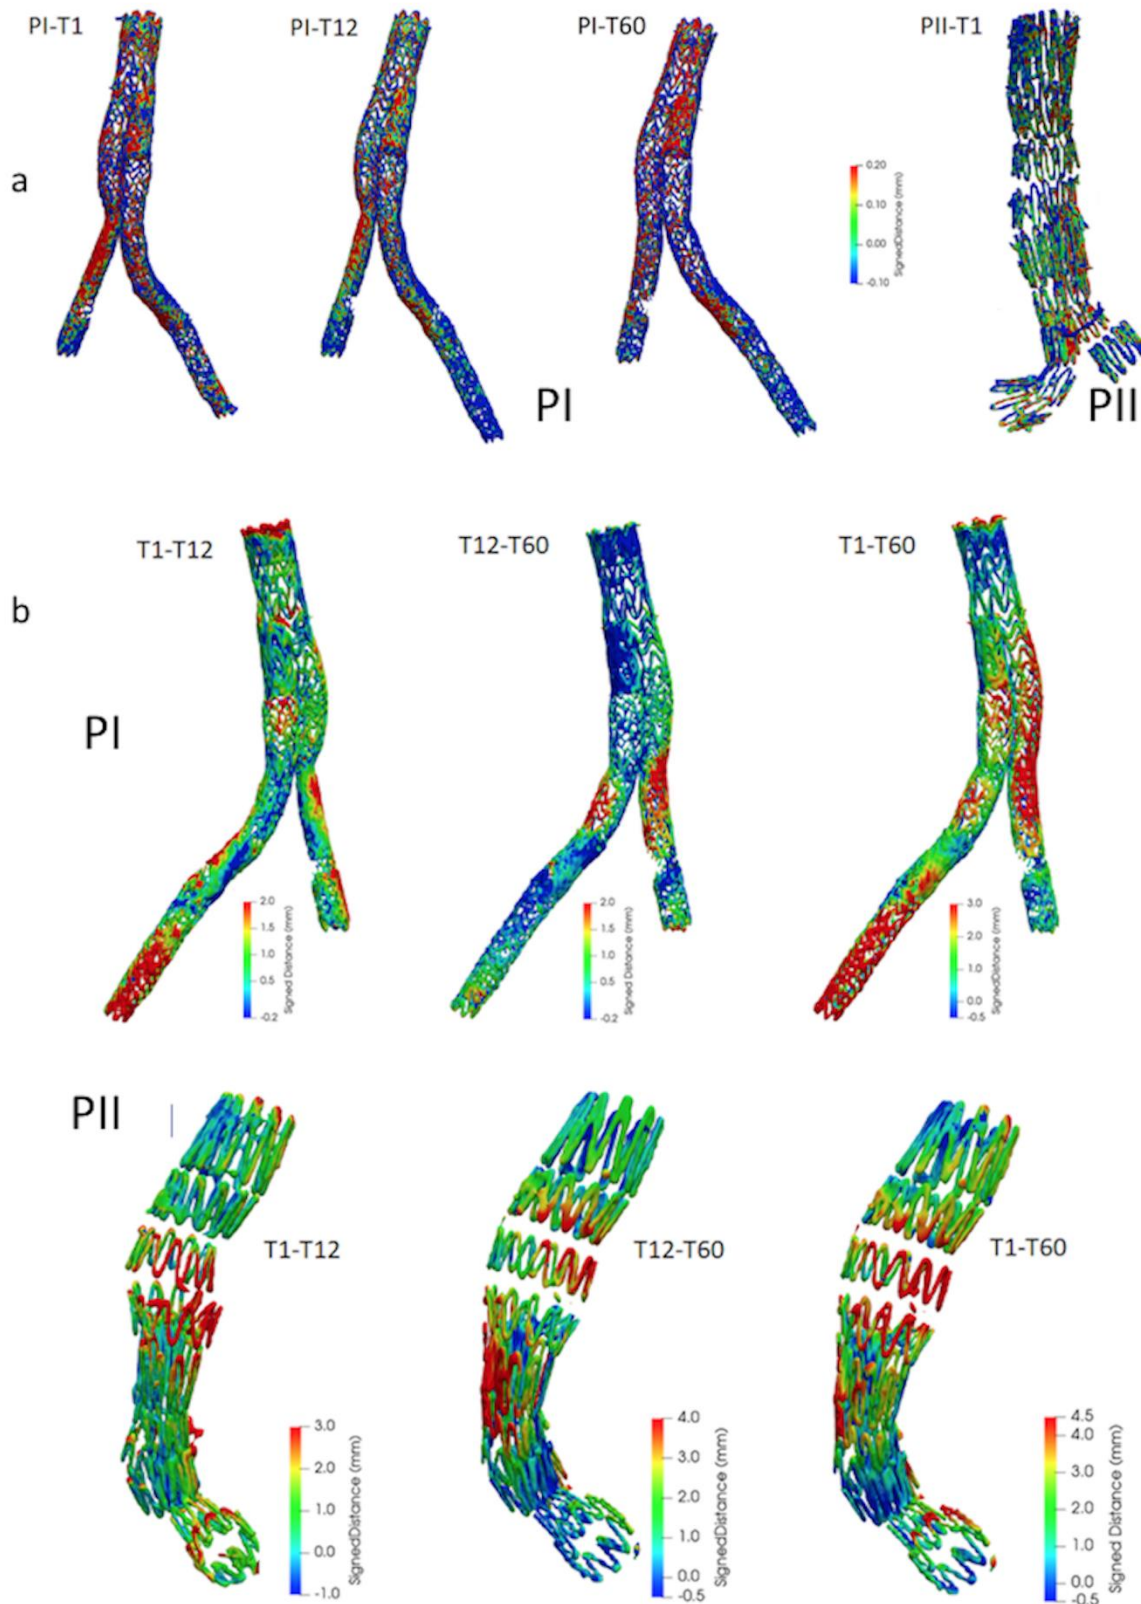 PI-T1
PI-T12
PI-T60
PII-T1
a
0.20
0.10
0.00
-0.10
SignedDistance (mm)
PI
PII
T1-T12
T12-T60
T1-T60
b
PI
2.0
1.5
1.0
0.5
-0.2
Signed Distance (mm)
2.0
1.5
1.0
0.5
-0.2
Signed Distance (mm)
3.0
2.0
1.0
0.0
-0.5
SignedDistance (mm)
PII
T1-T12
T12-T60
T1-T60
3.0
2.0
1.0
0.0
-1.0
SignedDistance (mm)
4.0
3.0
2.0
1.0
0.0
-0.5
SignedDistance (mm)
4.5
4.0
3.0
2.0
1.0
0.0
-0.5
Signed Distance (mm)